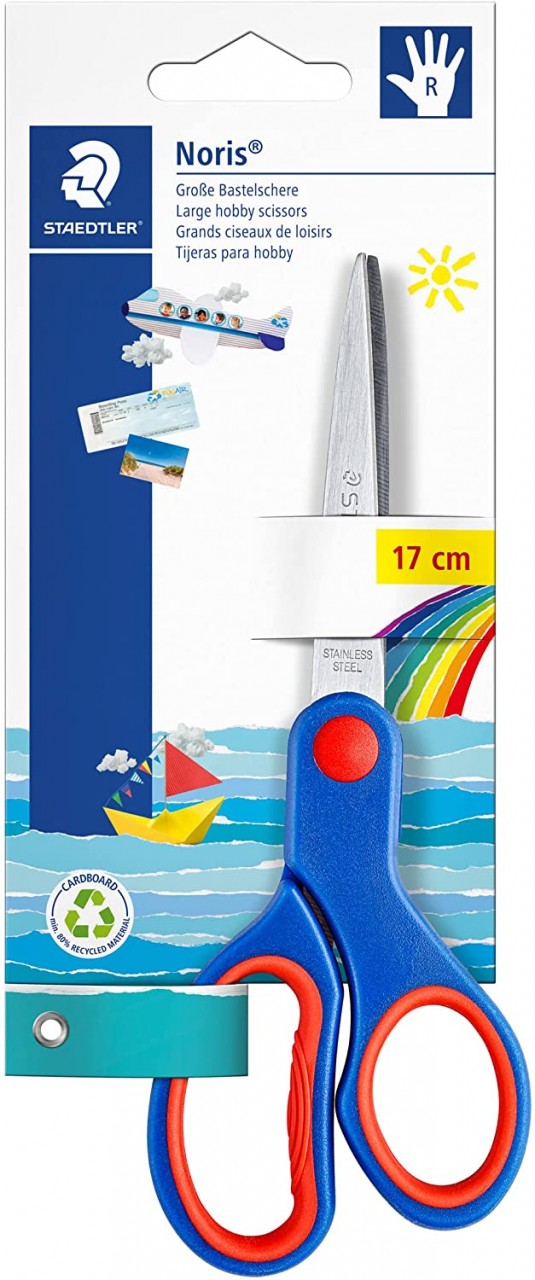 R
STAEDTLER®
Noris®
Große Bastelschere
Large hobby scissors
Grands ciseaux de loisirs
Tijeras para hobby
17 cm
STAINLESS
STEEL
CARDBOARD
min. 80% RECYCLED MATERIAL